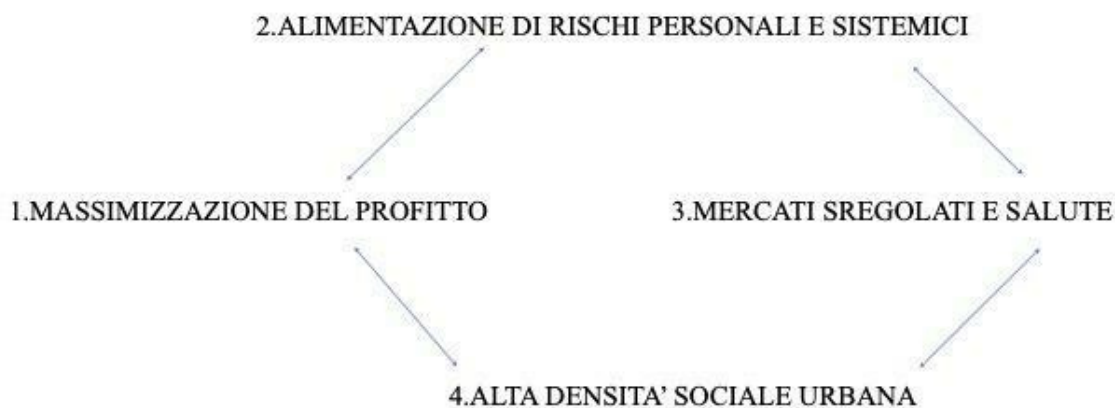 2.ALIMENTAZIONE DI RISCHI PERSONALI E SISTEMICI
1.MASSIMIZZAZIONE DEL PROFITTO
3.MERCATI SREGOLATI E SALUTE
4.ALTA DENSITA' SOCIALE URBANA